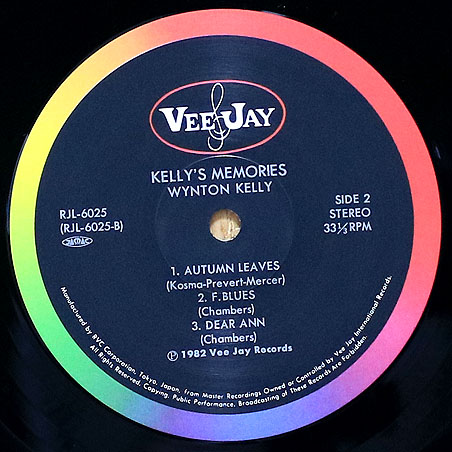 VEE JAY
KELLY'S MEMORIES
WYNTON KELLY
RJL-6025
(RJL-6025-B)
SIDE 2
STEREO
33⅓RPM
1. AUTUMN LEAVES
(Kosma-Prevert-Mercer)
2. F.BLUES
(Chambers)
3. DEAR ANN
(Chambers)
℗ 1982 Vee Jay Records
Manufactured by RVC Corporation, Tokyo, Japan, from Master Recordings Owned or Controlled by Vee Jay International Records.
All Rights Reserved. Copying, Public Performance, Broadcasting of These Records Are Forbidden.